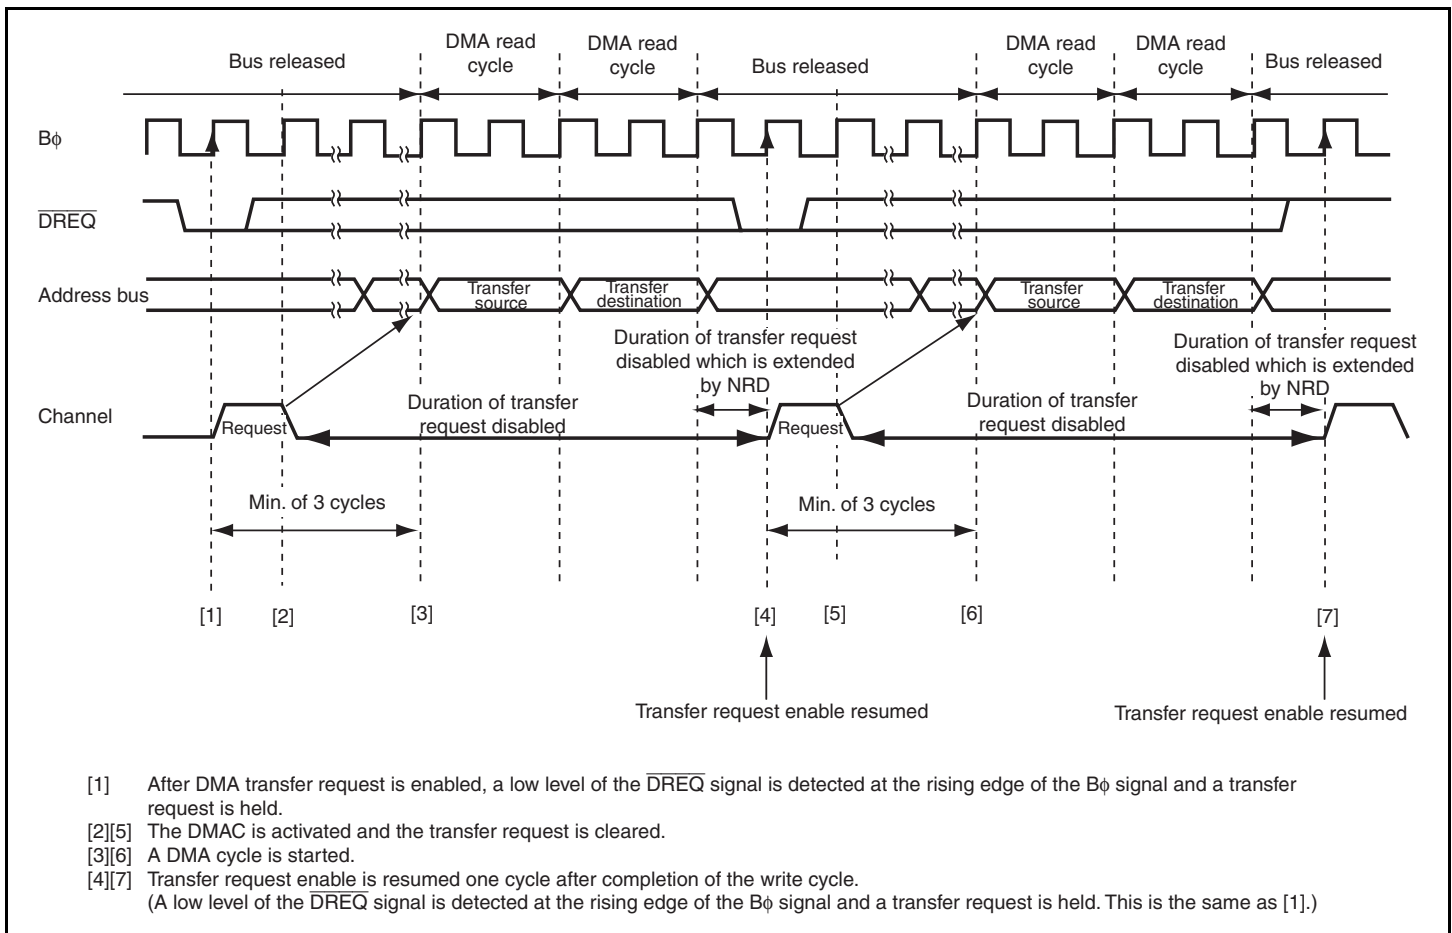 Bus released
DMA read
cycle
DMA read
cycle
Bus released
DMA read
cycle
DMA read
cycle
Bus released
Bϕ
DREQ
Address bus
Transfer
source
Transfer
destination
Transfer
source
Transfer
destination
Duration of transfer request
disabled which is extended
by NRD
Duration of transfer request
disabled which is extended
by NRD
Channel
Request
Duration of transfer
request disabled
Request
Duration of transfer
request disabled
Min. of 3 cycles
Min. of 3 cycles
[1]
[2]
[3]
[4]
[5]
[6]
[7]
Transfer request enable resumed
Transfer request enable resumed
[1] After DMA transfer request is enabled, a low level of the DREQ signal is detected at the rising edge of the Bϕ signal and a transfer
request is held.
[2][5] The DMAC is activated and the transfer request is cleared.
[3][6] A DMA cycle is started.
[4][7] Transfer request enable is resumed one cycle after completion of the write cycle.
(A low level of the DREQ signal is detected at the rising edge of the Bϕ signal and a transfer request is held. This is the same as [1].)